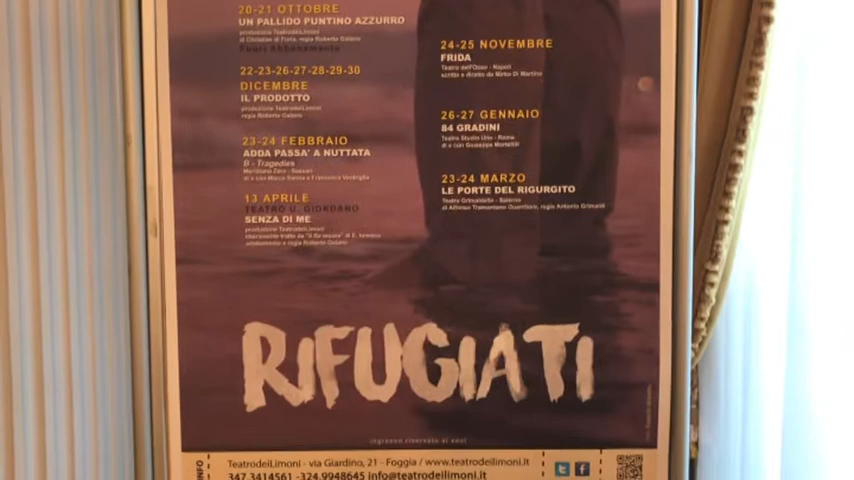 20-21 OTTOBRE
UN PALLIDO PUNTINO AZZURRO
produzione TeatrodeiLimoni
di Christian di Furia, regia Roberto Galano
Fuori Abbonamento
22-23-26-27-28-29-30
DICEMBRE
IL PRODOTTO
produzione TeatrodeiLimoni
regia Roberto Galano
23-24 FEBBRAIO
ADDA PASSA' A NUTTATA
B - Tragedies
Meridiano Zero - Sassari
13 APRILE
TEATRO U. GIORDANO
SENZA DI ME
produzione TeatrodeiLimoni
adattamento e regia Roberto Galano
24-25 NOVEMBRE
FRIDA
Teatro dell'Osso - Napoli
scritto e diretto da Mirko Di Martino
26-27 GENNAIO
84 GRADINI
Teatro Studio Uno - Roma
di e con Giuseppe Mortelliti
23-24 MARZO
LE PORTE DEL RIGURGITO
Teatro Grimaldello - Salerno
di Alfonso Tramontano Guerritore, regia Antonio Grimaldi
RIFUGIATI
ingresso riservato ai soci
INFO
TeatrodeiLimoni - via Giardino, 21 - Foggia / www.teatrodeilimoni.it
347.3414561 -324.9948645 info@teatrodeilimoni.it